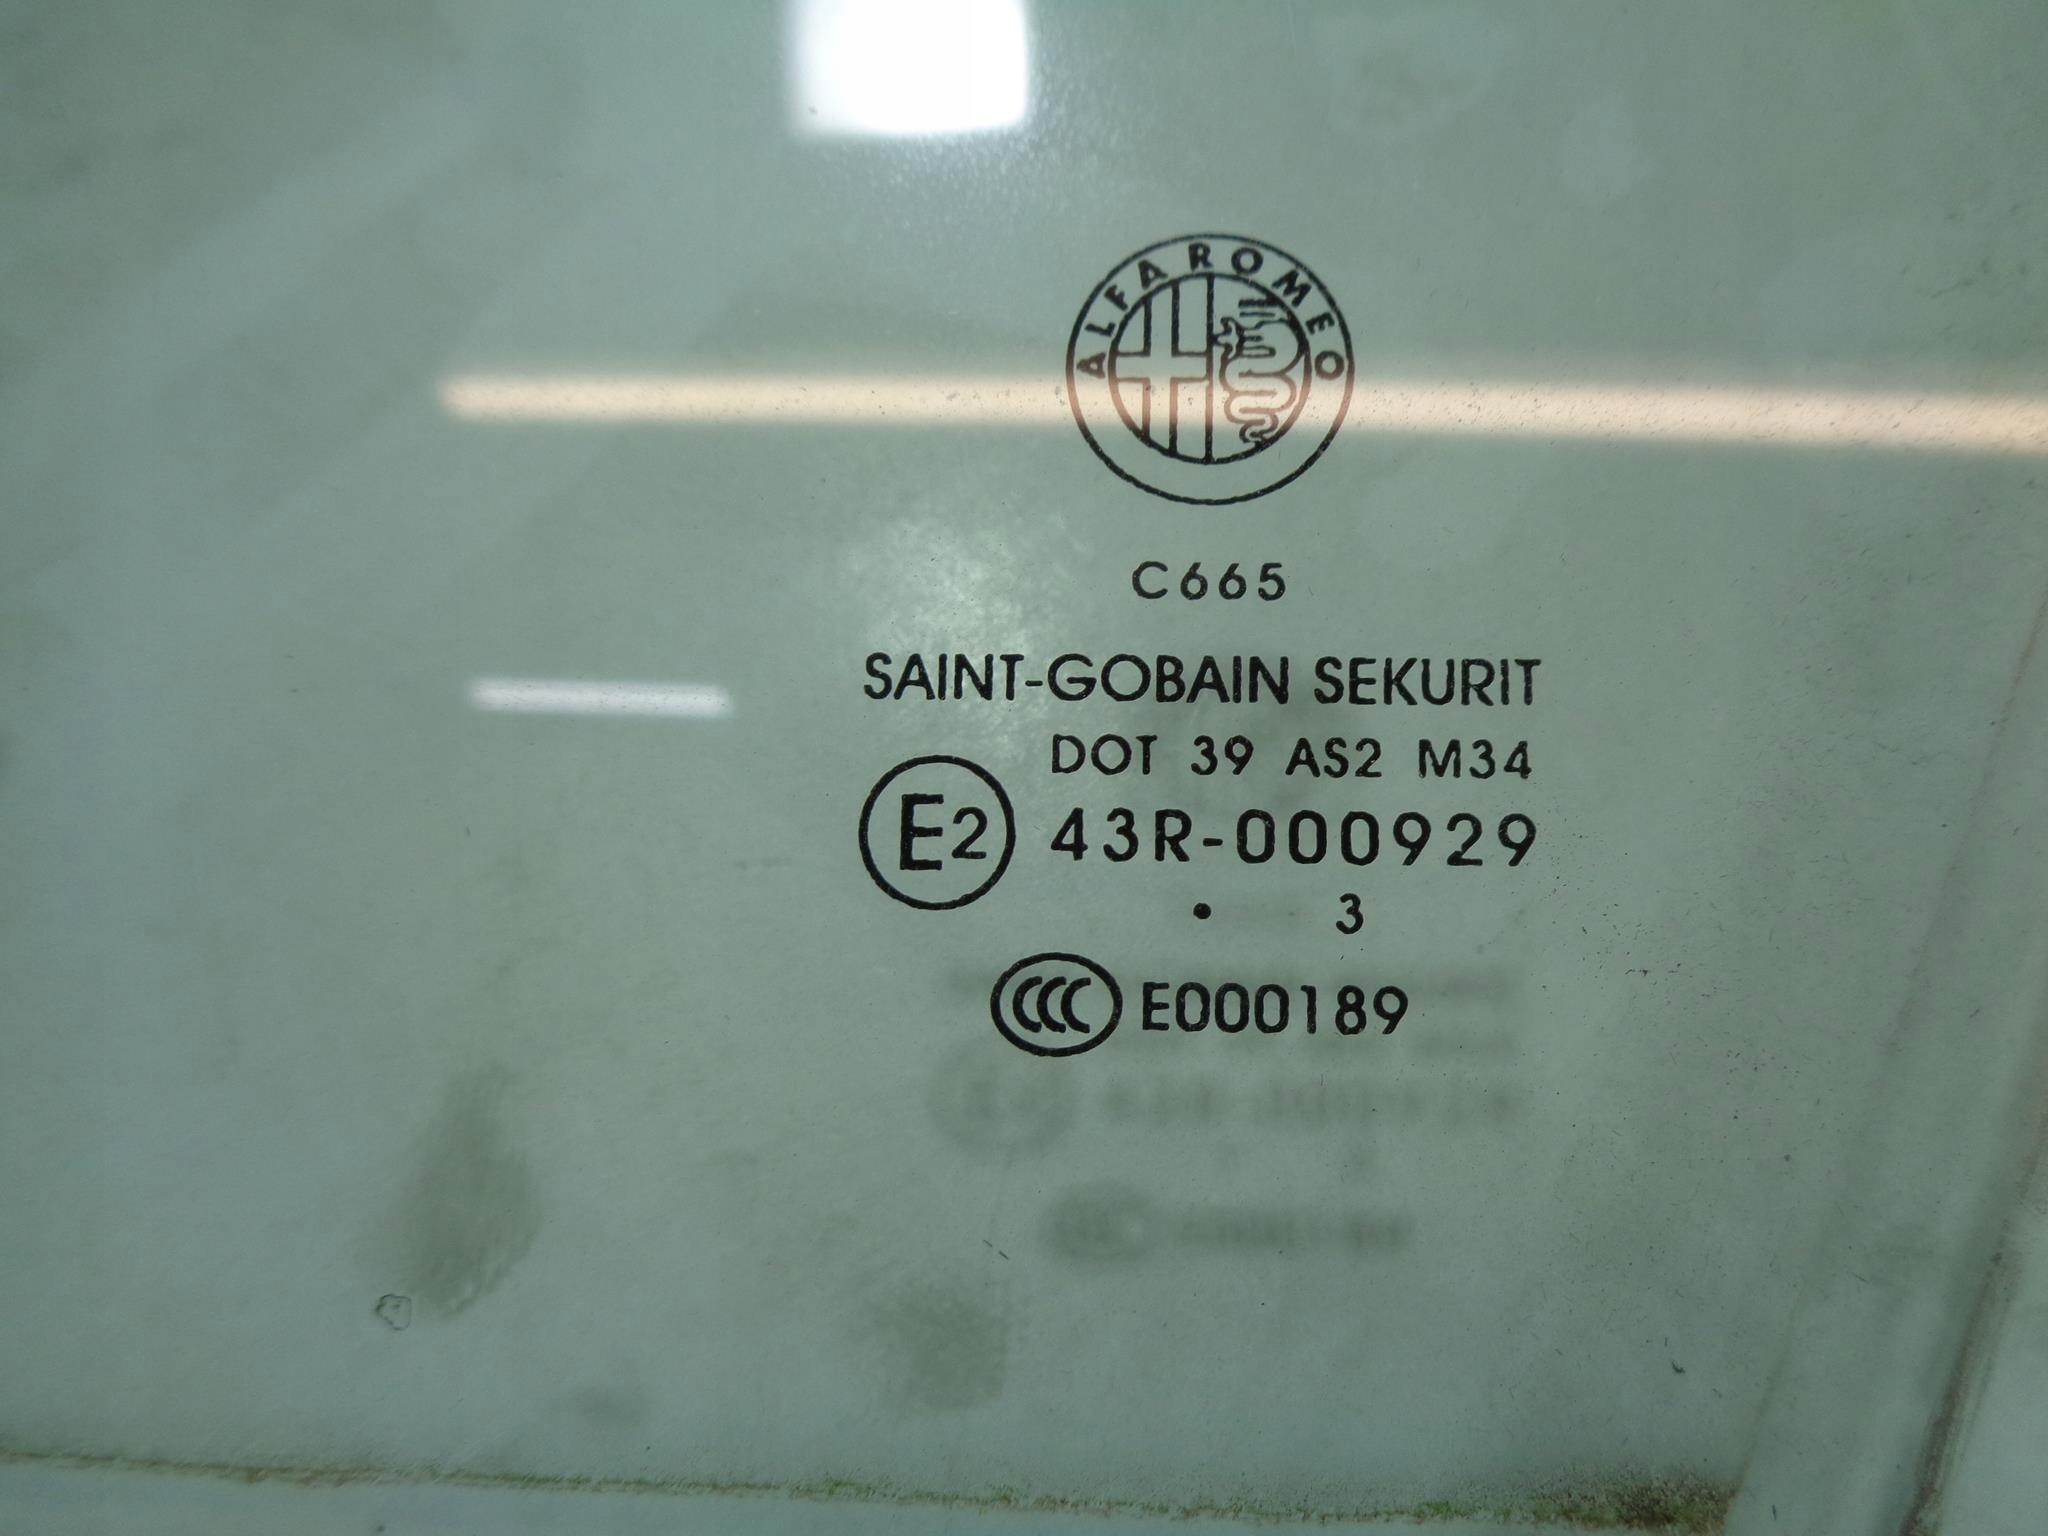 ALFA ROMEO
C665
SAINT-GOBAIN SEKURIT
DOT 39 AS2 M34
E2 43R-000929
• 3
CCC E000189